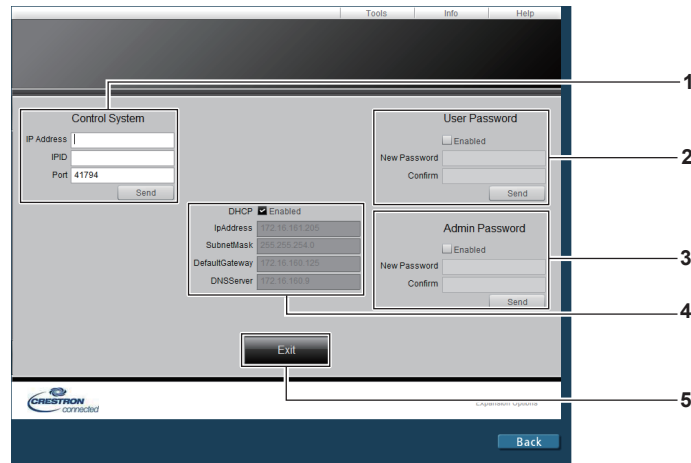 Tools Info Help
1
Control System
IP Address
IPID
Port 41794
Send
User Password
Enabled
New Password
Confirm
Send
2
DHCP Enabled
IpAddress 172.16.161.205
SubnetMask 255.255.254.0
DefaultGateway 172.16.160.125
DNSServer 172.16.160.9
Admin Password
Enabled
New Password
Confirm
Send
3
4
Exit
CRESTRON
connected
Expansion Options
5
Back